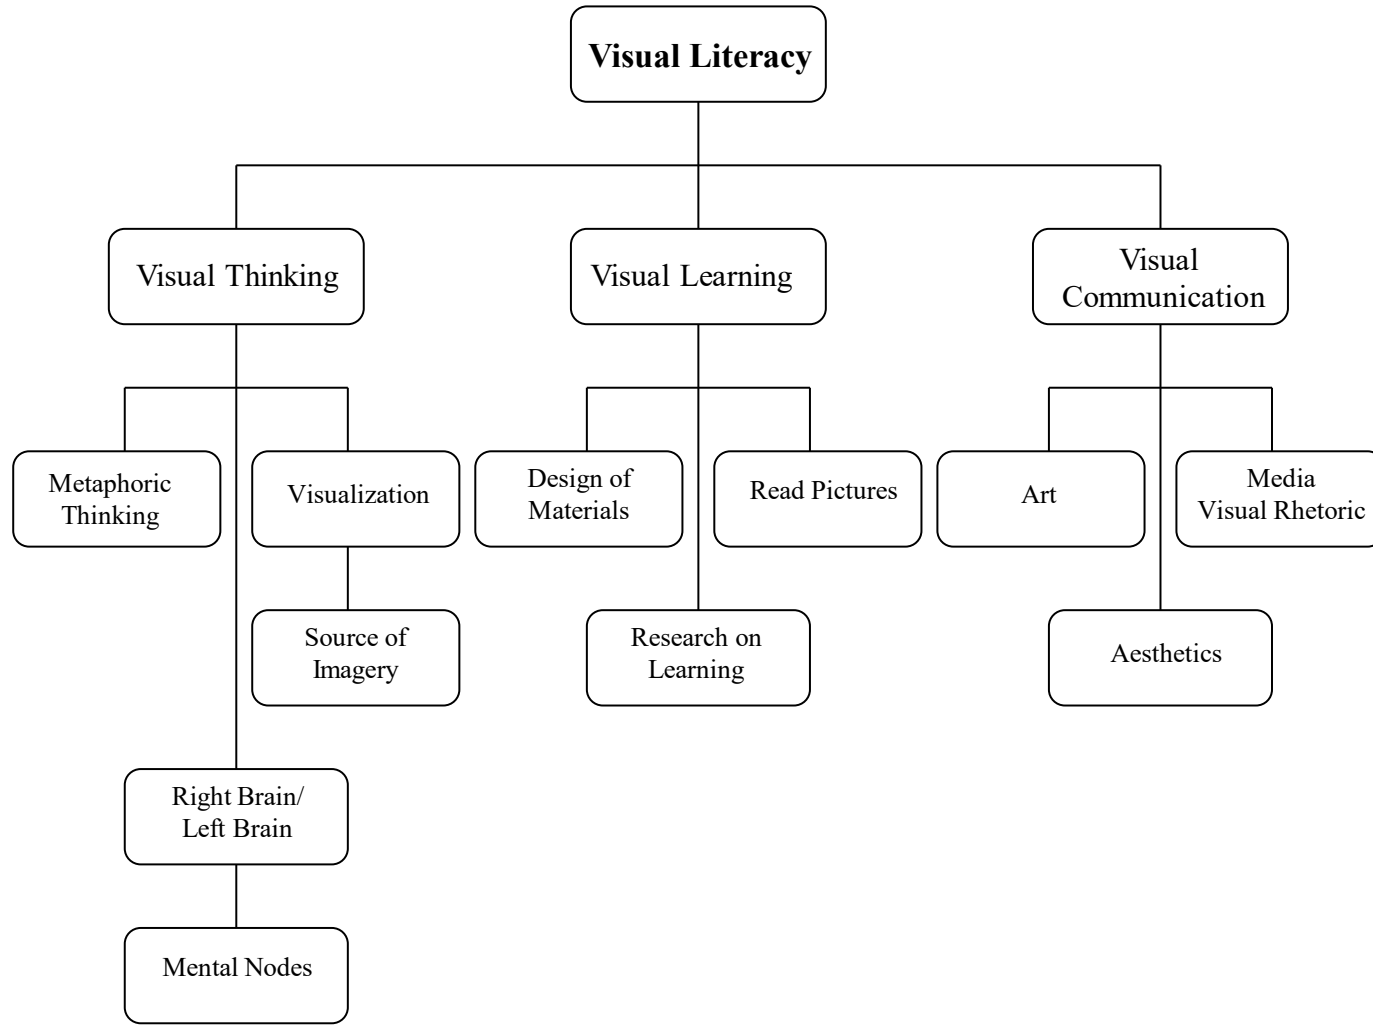 Visual Literacy
Visual Thinking
Visual Learning
Visual
Communication
Metaphoric
Thinking
Visualization
Design of
Materials
Read Pictures
Art
Media
Visual Rhetoric
Source of
Imagery
Research on
Learning
Aesthetics
Right Brain/
Left Brain
Mental Nodes